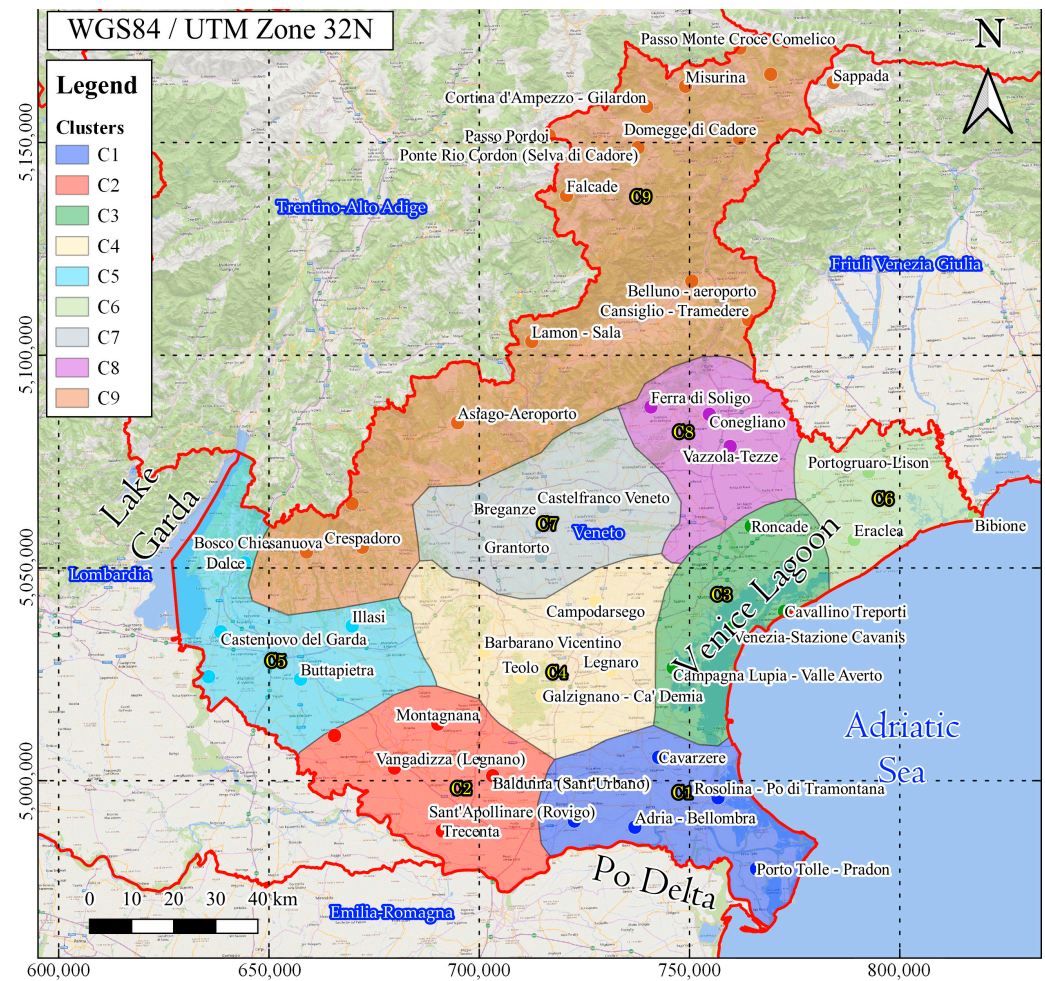 WGS84 / UTM Zone 32N
N
Legend
Clusters
C1
C2
C3
C4
C5
C6
C7
C8
C9
Passo Monte Croce Comelico
Misurina
Sappada
Cortina d'Ampezzo - Gilardon
Domegge di Cadore
Passo Pordoi
Ponte Rio Cordon (Selva di Cadore)
Falcade
C9
Trentino-Alto Adige
Friuli Venezia Giulia
Belluno - aeroporto
Cansiglio - Tramedere
Lamon - Sala
Asiago-Aeroporto
Ferra di Soligo
Conegliano
C8
Vazzola-Tezze
Portogruaro-Lison
C6
Lake
Garda
Castelfranco Veneto
Breganze
C7
Veneto
Grantorto
Roncade
Eraclea
Bibione
Bosco Chiesanuova
Crespadoro
Dolce
Lombardia
C3
Venice Lagoon
Campodarsego
Cavallino Treporti
Illasi
Castenuovo del Garda
C5
Buttapietra
Barbarano Vicentino
Legnaro
Teolo
C4
Galzignano - Ca' Demia
Venezia-Stazione Cavanis
Campagna Lupia - Valle Averto
Adriatic
Sea
Montagnana
Vangadizza (Legnano)
Balduina (Sant'Urbano)
C2
Cavarzere
C1
Rosolina - Po di Tramontana
Sant'Apollinare (Rovigo)
Adria - Bellombra
Trecenta
Porto Tolle - Pradon
Po Delta
Emilia-Romagna
0 10 20 30 40 km
5,150,000
5,100,000
5,050,000
5,000,000
600,000
650,000
700,000
750,000
800,000